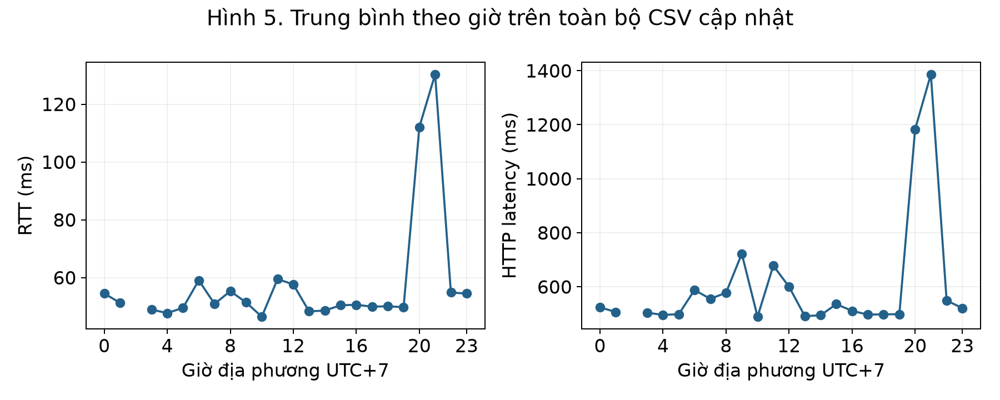 Hình 5. Trung bình theo giờ trên toàn bộ CSV cập nhật
RTT (ms)
120
100
80
60
0 4 8 12 16 20 23
Giờ địa phương UTC+7
HTTP latency (ms)
1400
1200
1000
800
600
0 4 8 12 16 20 23
Giờ địa phương UTC+7